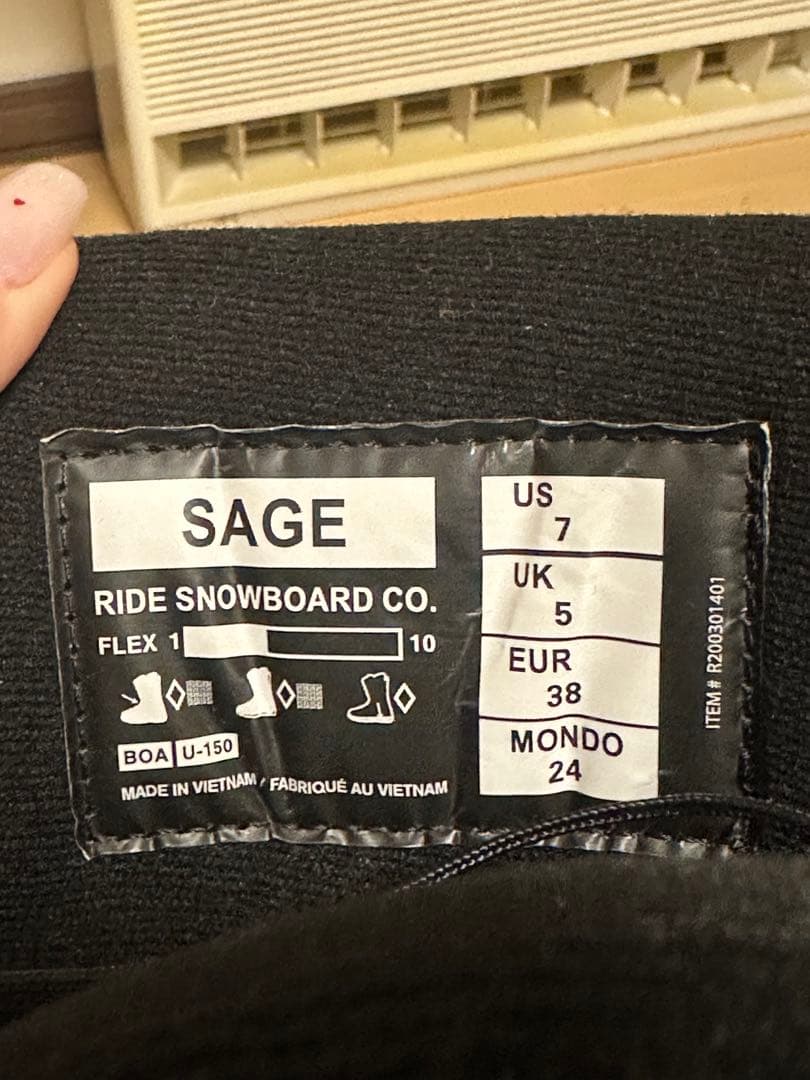 SAGE
RIDE SNOWBOARD CO.
FLEX 1 10
BOA U-150
MADE IN VIETNAM / FABRIQUÉ AU VIETNAM
US
7
UK
5
EUR
38
MONDO
24
ITEM# R200301401